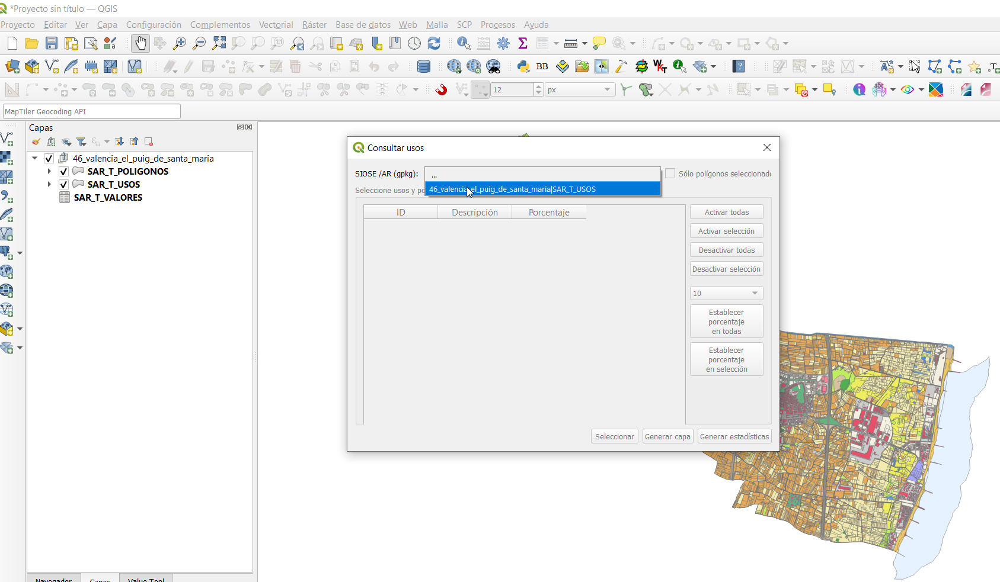 *Proyecto sin título — QGIS
Proyecto Editar Ver Capa Configuración Complementos Vectorial Ráster Base de datos Web Malla SCP Procesos Ayuda
BB
12 px
MapTiler Geocoding API
Capas
46_valencia_el_puig_de_santa_maria
SAR_T_POLIGONOS
SAR_T_USOS
SAR_T_VALORES
Consultar usos
SIOSE /AR (gpkg): ...
Sólo polígonos seleccionado
46_valencia_el_puig_de_santa_maria|SAR_T_USOS
Seleccione usos y po
ID Descripción Porcentaje
Activar todas
Activar selección
Desactivar todas
Desactivar selección
10
Establecer
porcentaje
en todas
Establecer
porcentaje
en selección
Seleccionar Generar capa Generar estadísticas
Navegador Capas Value Tool